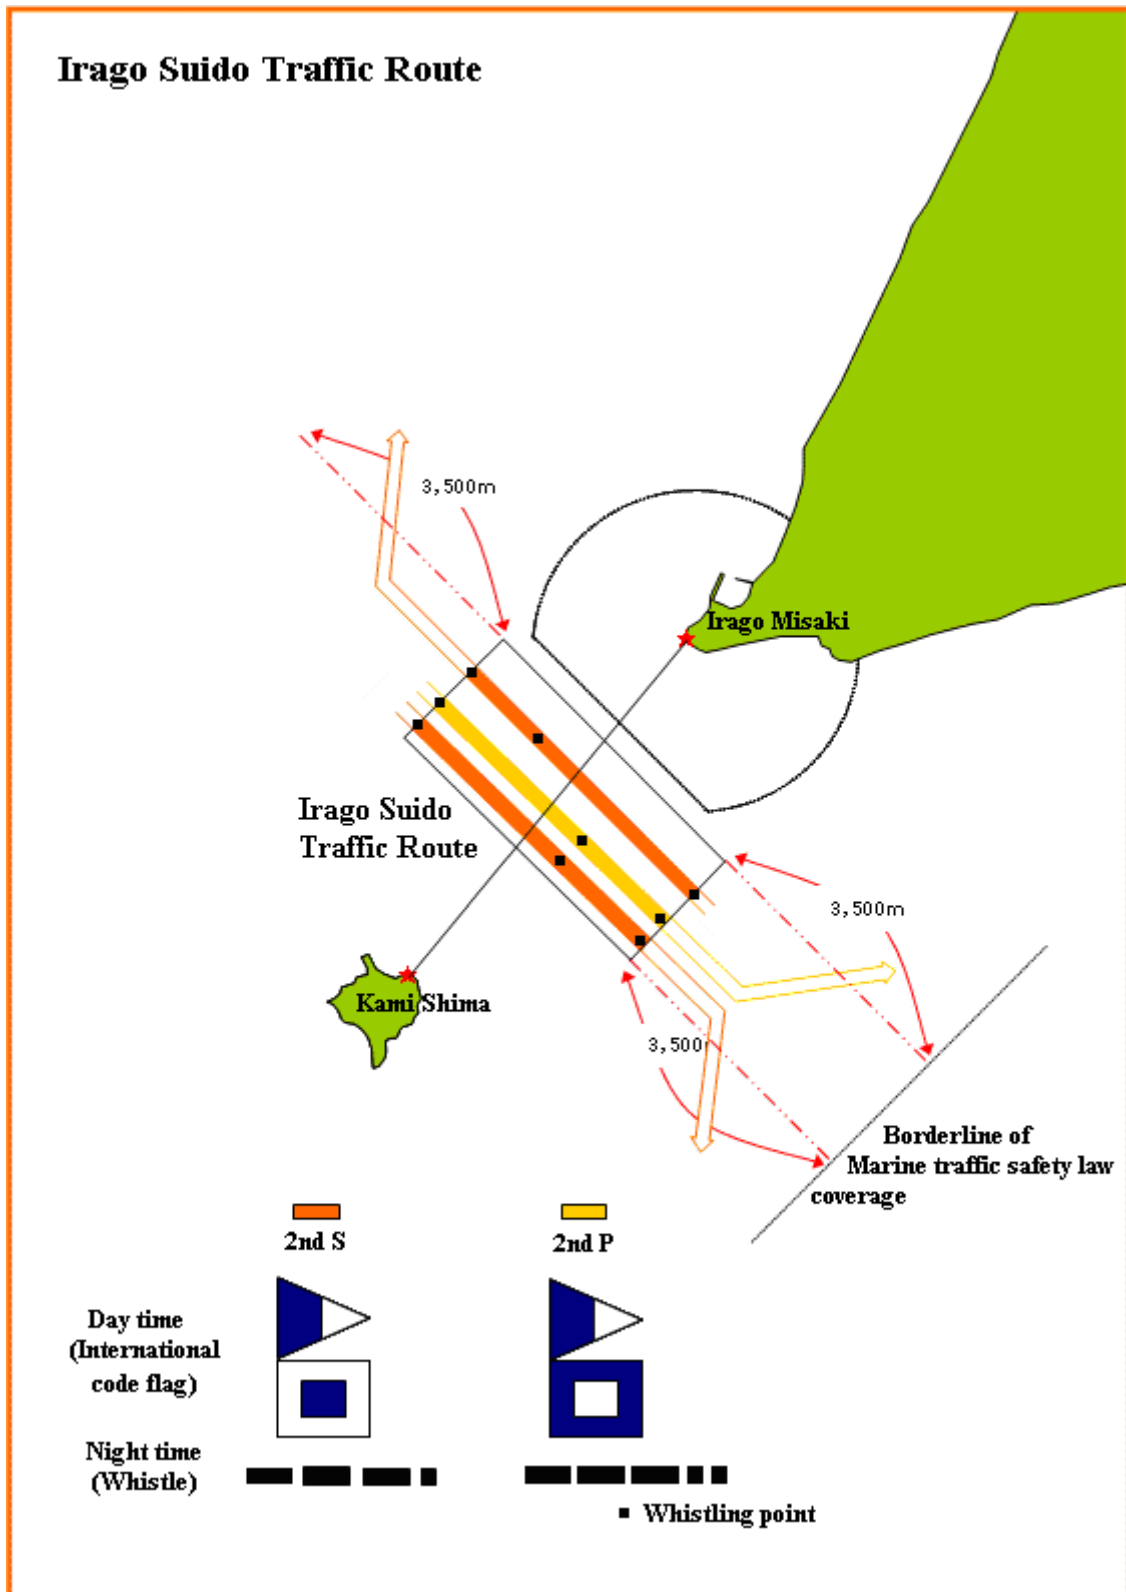 Irago Suido Traffic Route
3,500m
Irago Misaki
Irago Suido
Traffic Route
3,500m
Kami Shima
3,500
Borderline of
Marine traffic safety law
coverage
2nd S
2nd P
Day time
(International
code flag)
Night time
(Whistle)
Whistling point